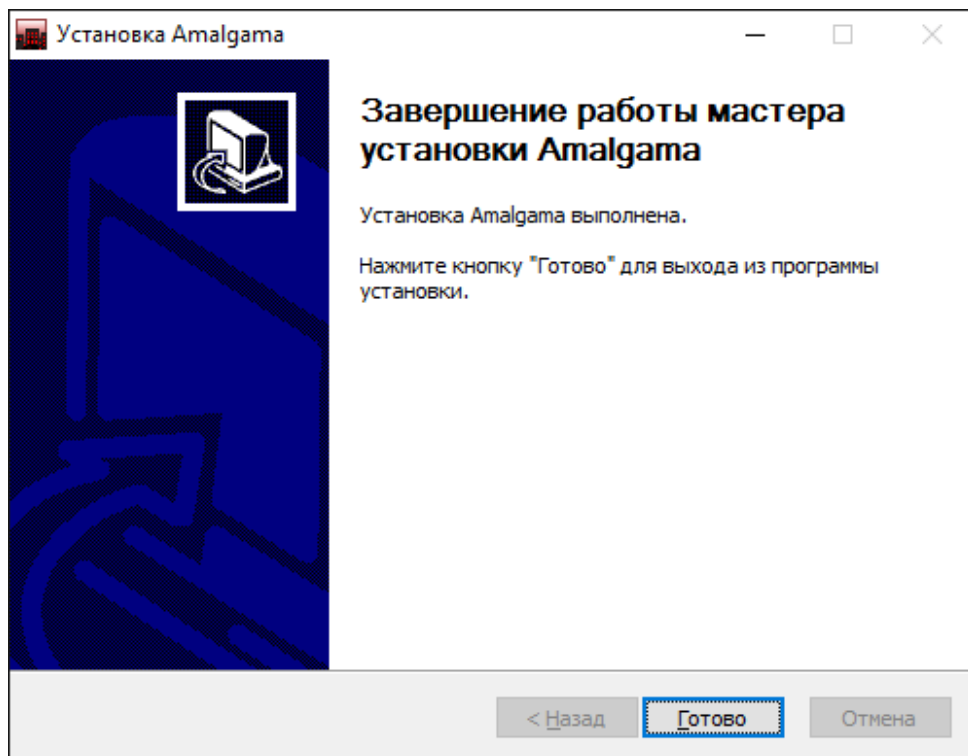 Установка Amalgama
Завершение работы мастера
установки Amalgama
Установка Amalgama выполнена.
Нажмите кнопку "Готово" для выхода из программы
установки.
< Назад
Готово
Отмена